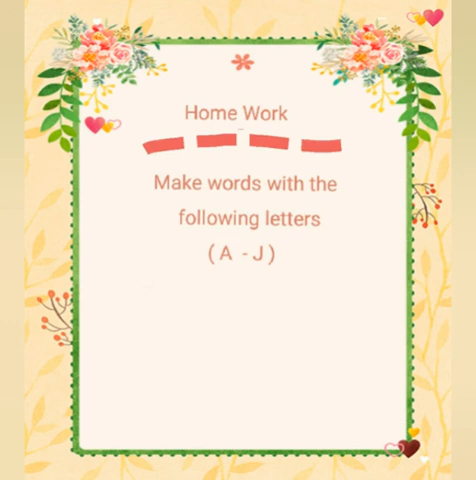 Home Work
Make words with the
following letters
( A - J )